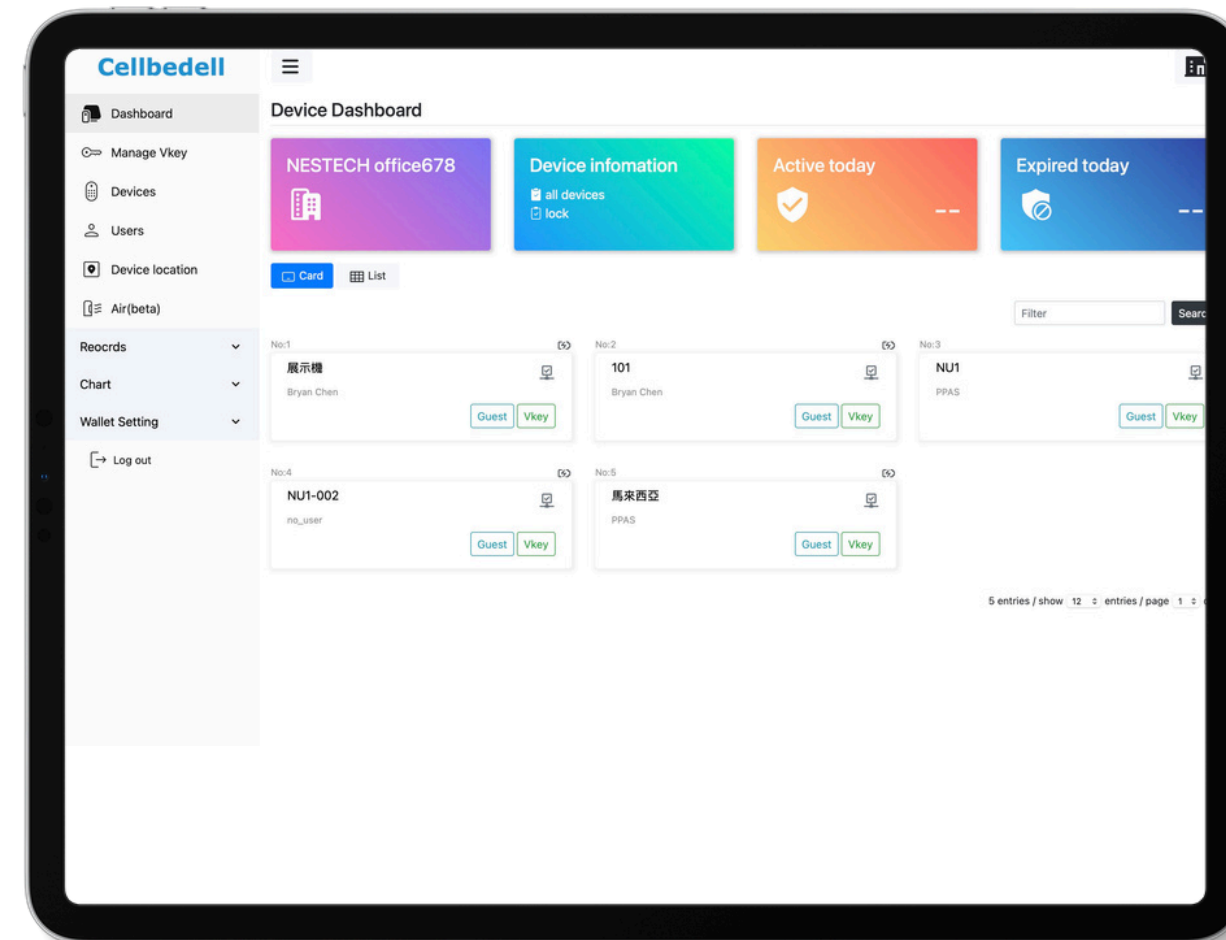 Cellbedell
Dashboard
Manage Vkey
Devices
Users
Device location
Air(beta)
Reocrds
Chart
Wallet Setting
Log out
Device Dashboard
NESTECH office678
Device infomation
all devices
lock
Active today
--
Expired today
--
Card
List
Filter
Searc
No:1
展示機
Bryan Chen
Guest
Vkey
No:2
101
Bryan Chen
Guest
Vkey
No:3
NU1
PPAS
Guest
Vkey
No:4
NU1-002
no_user
Guest
Vkey
No:5
馬來西亞
PPAS
Guest
Vkey
5 entries / show 12 entries / page 1